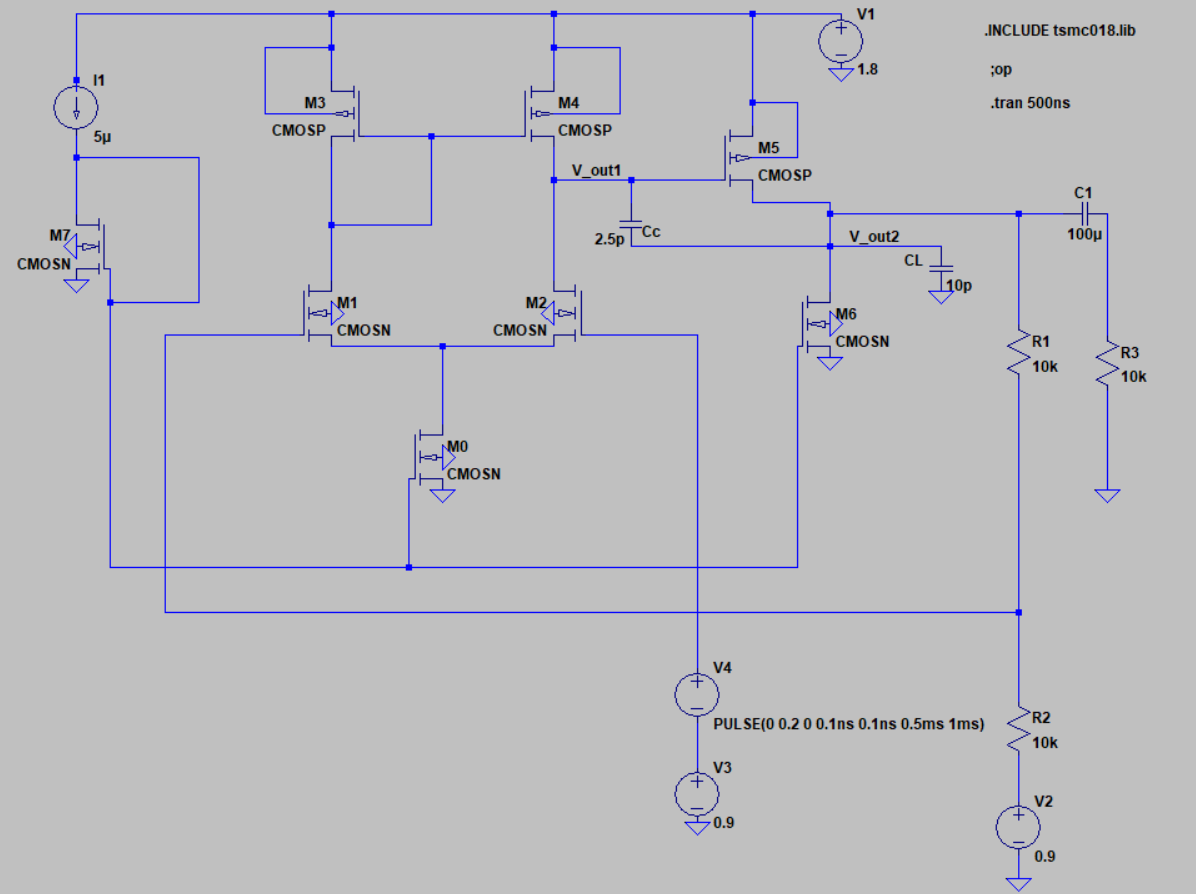 V1
1.8
.INCLUDE tsmc018.lib
;op
.tran 500ns
I1
5µ
M3
CMOSP
M4
CMOSP
M5
CMOSP
V_out1
Cc
2.5p
M7
CMOSN
C1
100µ
V_out2
CL
10p
M1
CMOSN
M2
CMOSN
M6
CMOSN
R1
10k
R3
10k
M0
CMOSN
V4
PULSE(0 0.2 0 0.1ns 0.1ns 0.5ms 1ms)
R2
10k
V3
0.9
V2
0.9